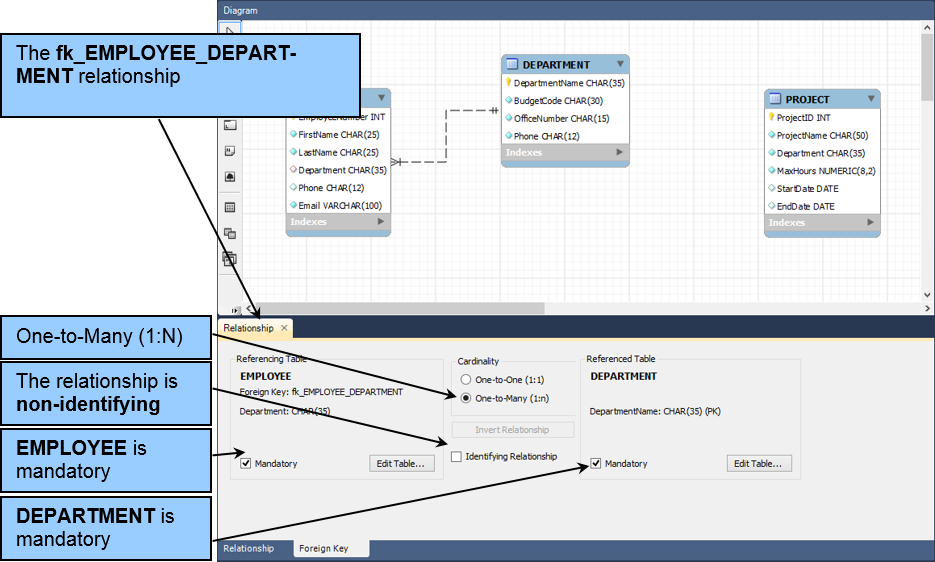 Diagram
The fk_EMPLOYEE_DEPART-
MENT relationship
DEPARTMENT
DepartmentName CHAR(35)
BudgetCode CHAR(30)
OfficeNumber CHAR(15)
Phone CHAR(12)
Indexes
EmployeeNumber INT
FirstName CHAR(25)
LastName CHAR(25)
Department CHAR(35)
Phone CHAR(12)
Email VARCHAR(100)
Indexes
PROJECT
ProjectID INT
ProjectName CHAR(50)
Department CHAR(35)
MaxHours NUMERIC(8,2)
StartDate DATE
EndDate DATE
Indexes
One-to-Many (1:N)
The relationship is
non-identifying
EMPLOYEE is
mandatory
DEPARTMENT is
mandatory
Relationship
Referencing Table
EMPLOYEE
Foreign Key: fk_EMPLOYEE_DEPARTMENT
Department: CHAR(35)
Mandatory
Edit Table...
Cardinality
One-to-One (1:1)
One-to-Many (1:n)
Invert Relationship
Identifying Relationship
Referenced Table
DEPARTMENT
DepartmentName: CHAR(35) (PK)
Mandatory
Edit Table...
Relationship
Foreign Key